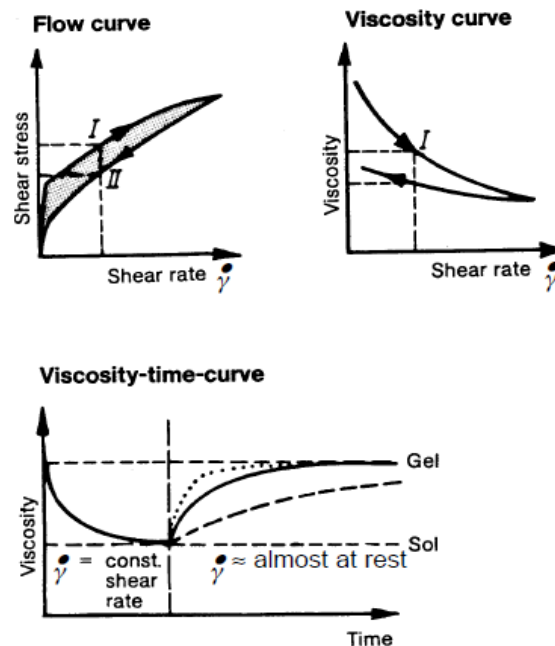 Flow curve
Shear stress
I
II
Shear rate γ̇
Viscosity curve
Viscosity
I
Shear rate γ̇
Viscosity-time-curve
Viscosity
Gel
Sol
γ̇ = const.
shear
rate
γ̇ ≈ almost at rest
Time